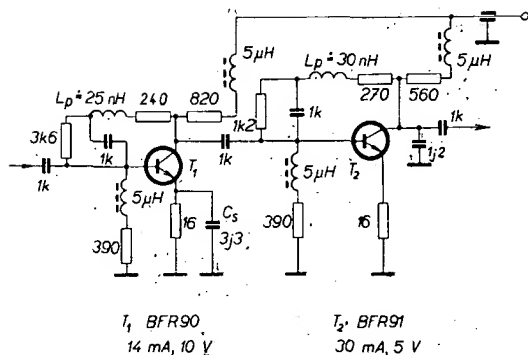 5μH
5μH
Lp≐25 nH
240
820
Lp≐30nH
270
560
3k6
1k
1k
1k2
1k
1k
1k
T1
T2
1j2
5μH
390
16
Cs
3j3
5μH
390
16
T1 BFR90
14 mA, 10 V
T2 BFR91
30 mA, 5 V